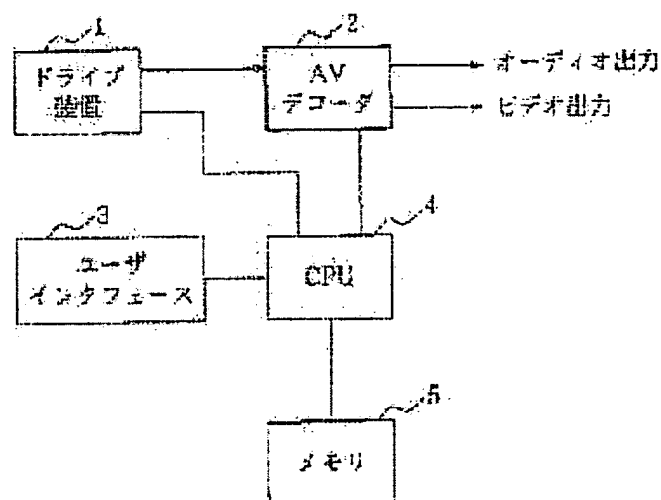 1
ドライブ
装置
2
AV
デコーダ
オーディオ出力
ビデオ出力
3
ユーザ
インタフェース
4
CPU
5
メモリ